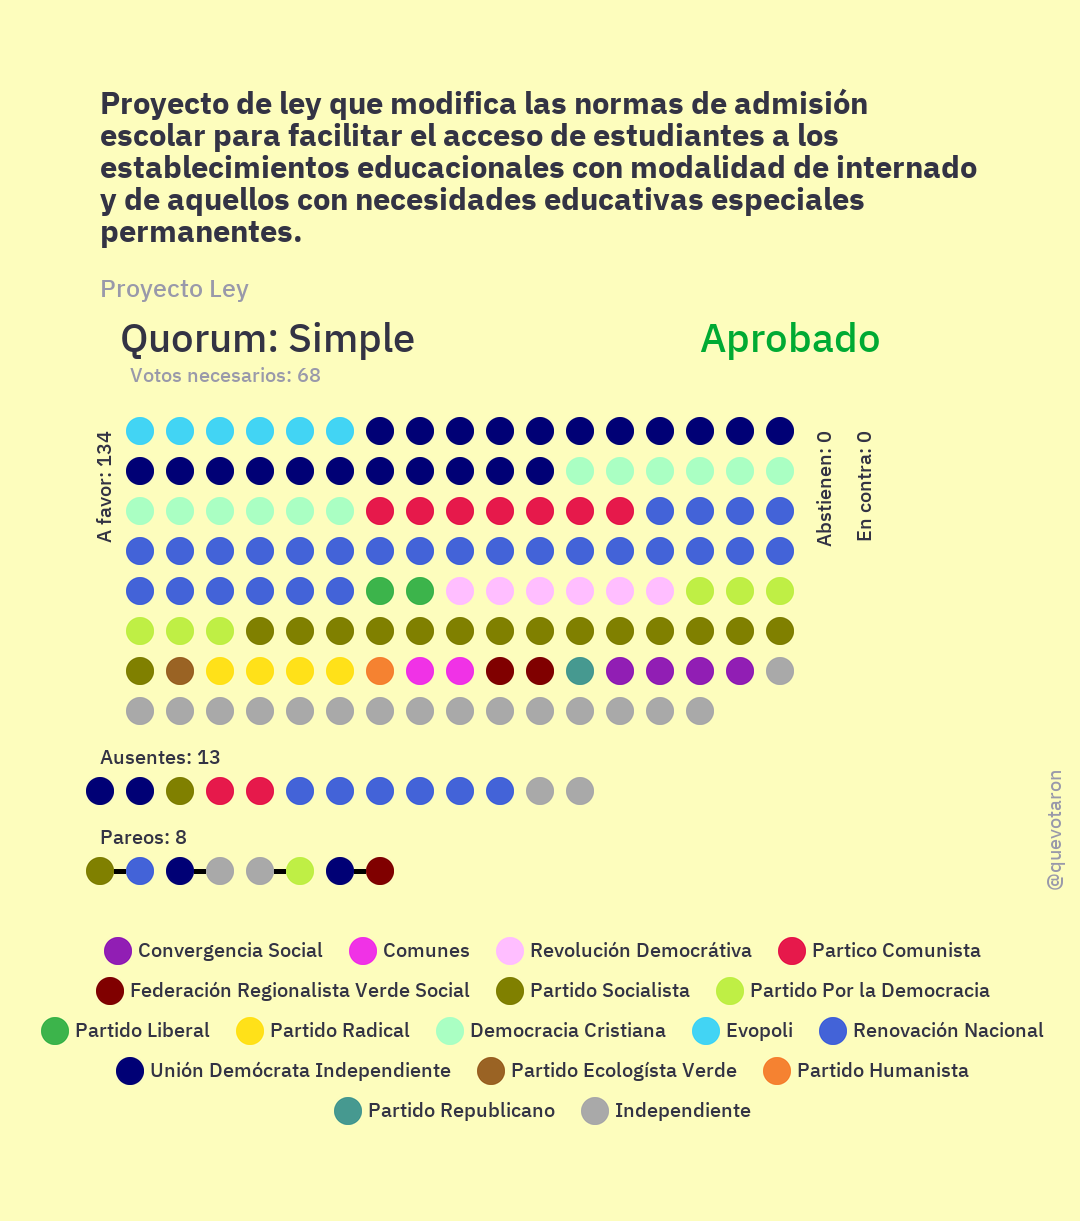 Proyecto de ley que modifica las normas de admisión
escolar para facilitar el acceso de estudiantes a los
establecimientos educacionales con modalidad de internado
y de aquellos con necesidades educativas especiales
permanentes.
Proyecto Ley
Quorum: Simple
Aprobado
Votos necesarios: 68
A favor: 134
Abstienen: 0
En contra: 0
Ausentes: 13
Pareos: 8
@quevotaron
Convergencia Social
Comunes
Revolución Democrátiva
Partico Comunista
Federación Regionalista Verde Social
Partido Socialista
Partido Por la Democracia
Partido Liberal
Partido Radical
Democracia Cristiana
Evopoli
Renovación Nacional
Unión Demócrata Independiente
Partido Ecologísta Verde
Partido Humanista
Partido Republicano
Independiente